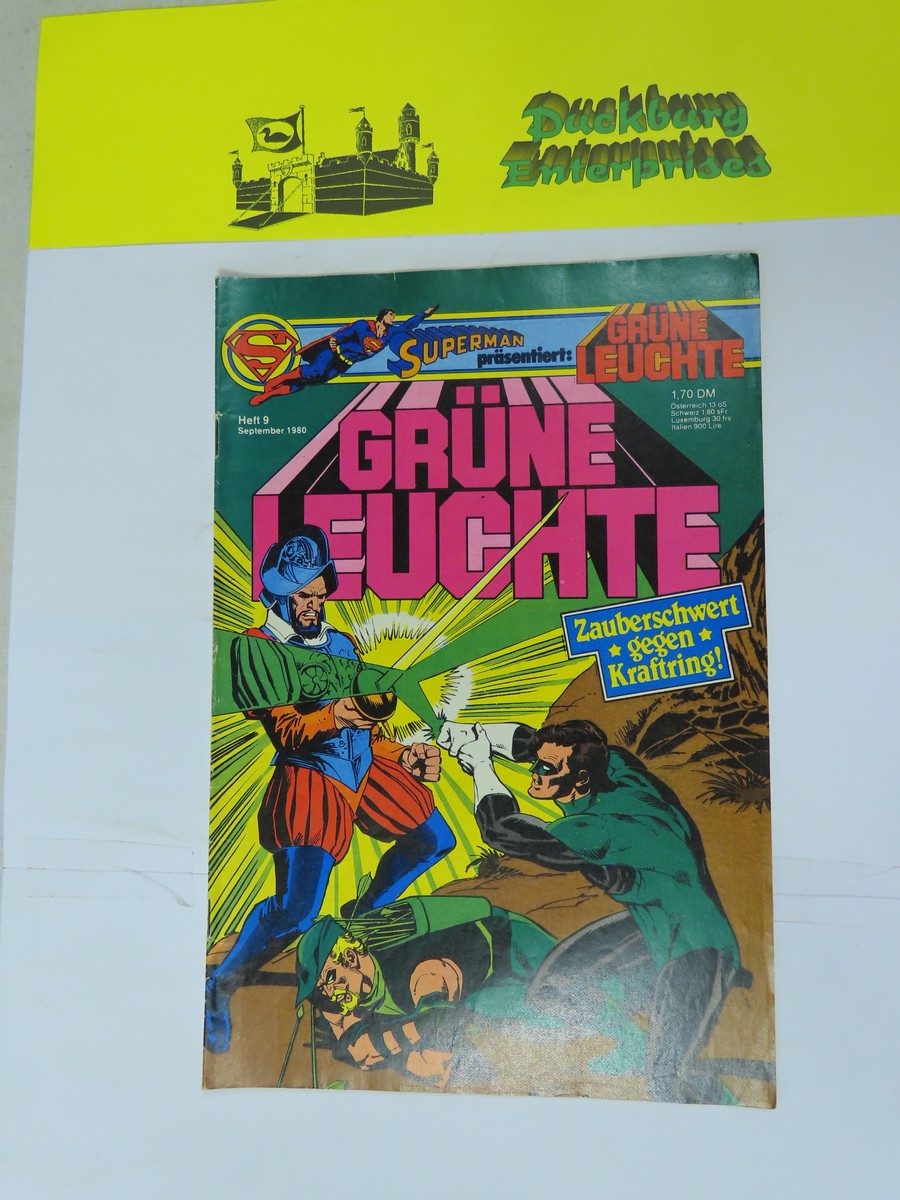 Duckburg
Enterprises
S
SUPERMAN
präsentiert:
GRÜNE
LEUCHTE
Heft 9
September 1980
1,70 DM
Österreich 13 öS
Schweiz 1.80 sFr
Luxemburg 30 frs
Italien 900 Lire
GRÜNE
LEUCHTE
Zauberschwert
gegen
Kraftring!